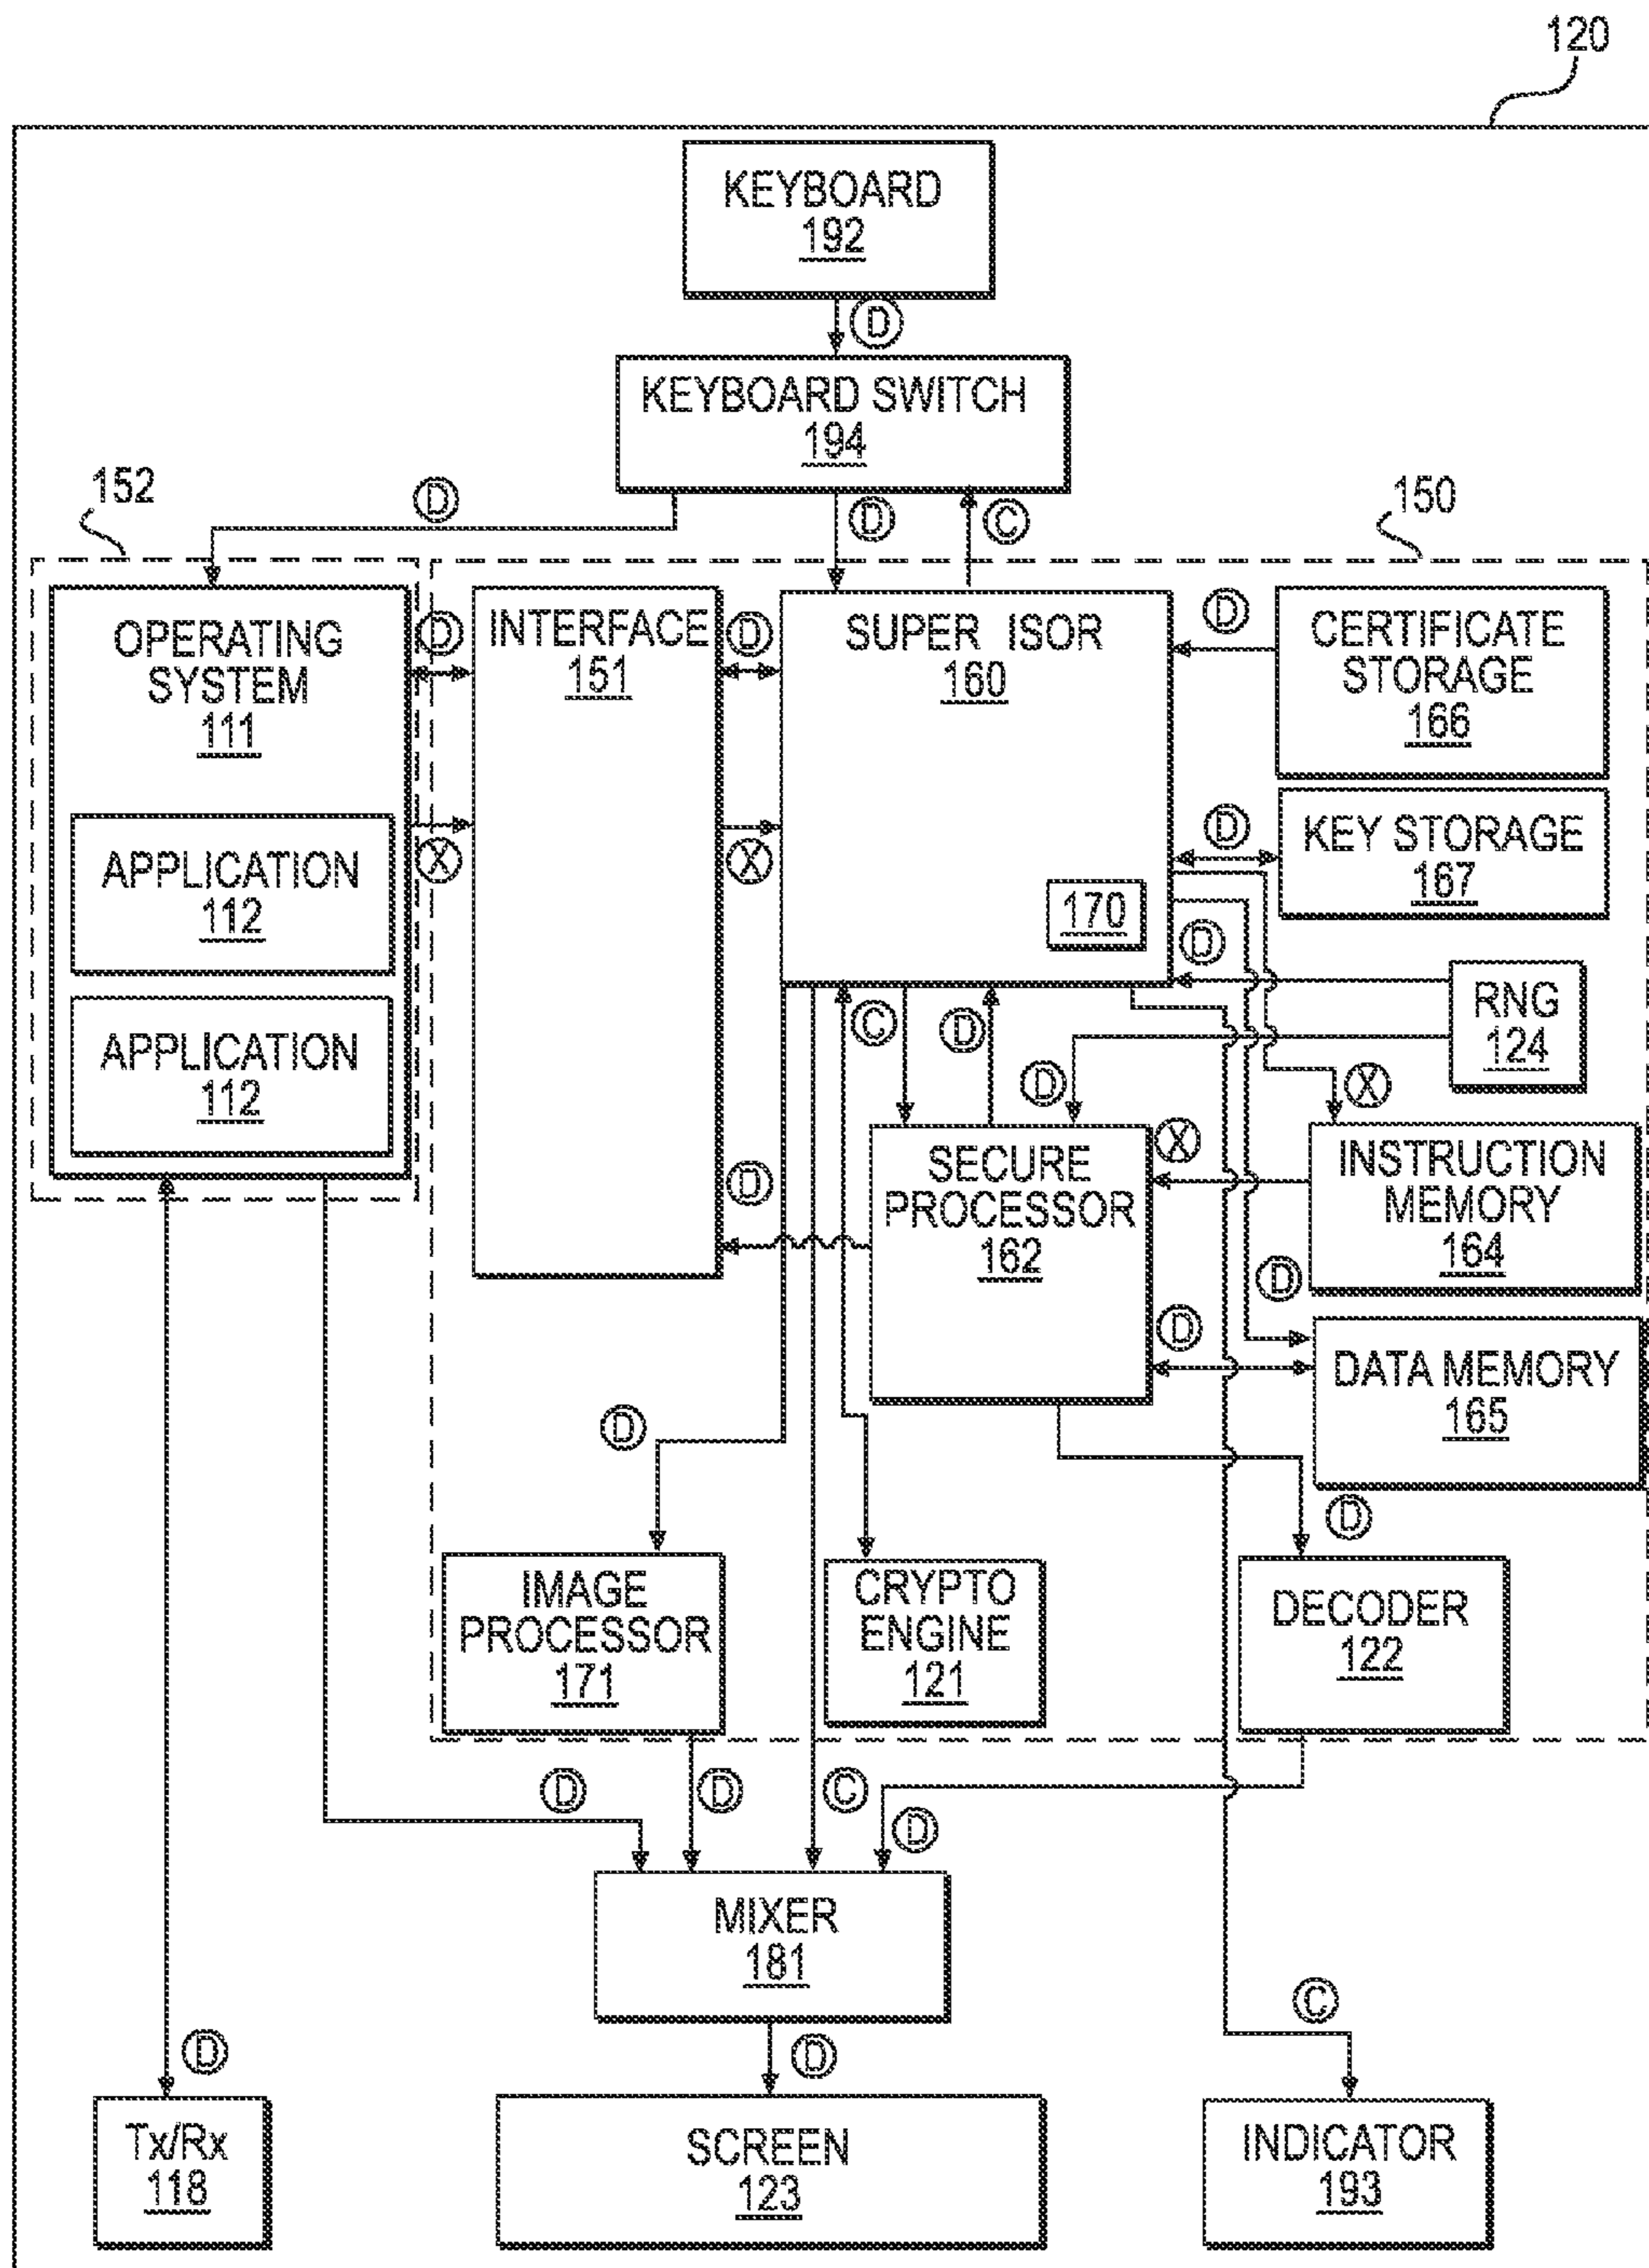 120
KEYBOARD
192
D
KEYBOARD SWITCH
194
152
D
D
C
150
OPERATING
SYSTEM
111
D
INTERFACE
151
D
SUPER ISOR
160
D
CERTIFICATE
STORAGE
166
X
X
D
KEY STORAGE
167
170
APPLICATION
112
D
RNG
124
C
D
D
X
APPLICATION
112
D
SECURE
PROCESSOR
162
X
INSTRUCTION
MEMORY
164
D
D
DATA MEMORY
165
D
D
IMAGE
PROCESSOR
171
CRYPTO
ENGINE
121
DECODER
122
D
D
C
D
MIXER
181
D
D
C
Tx/Rx
118
SCREEN
123
INDICATOR
193